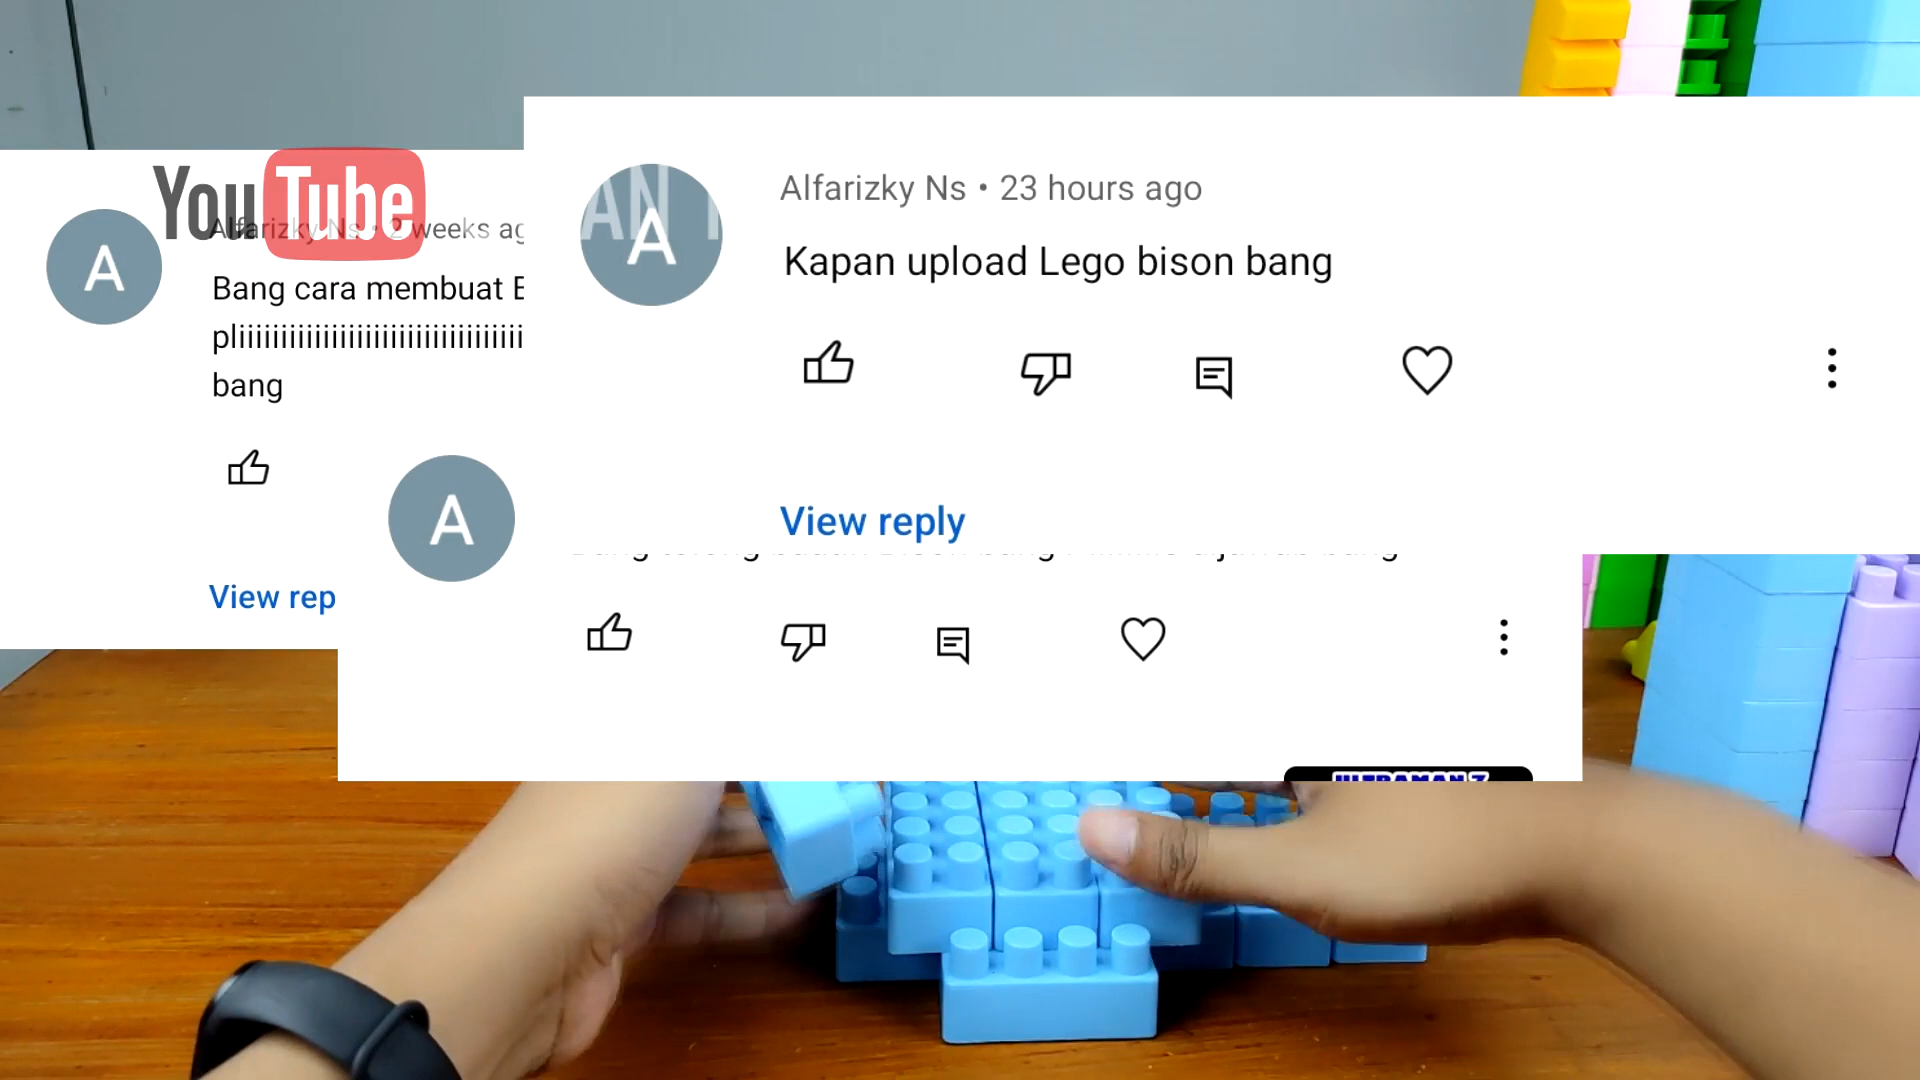 YouTube
Alfarizky Ns • 2 weeks ag
Bang cara membuat
pliiiiiiiiiiiiiiiiiiiiiiiiiiiiiiiiiii
bang
View rep
A
A
A
Alfarizky Ns • 23 hours ago
Kapan upload Lego bison bang
View reply
ULTRAMAN Z